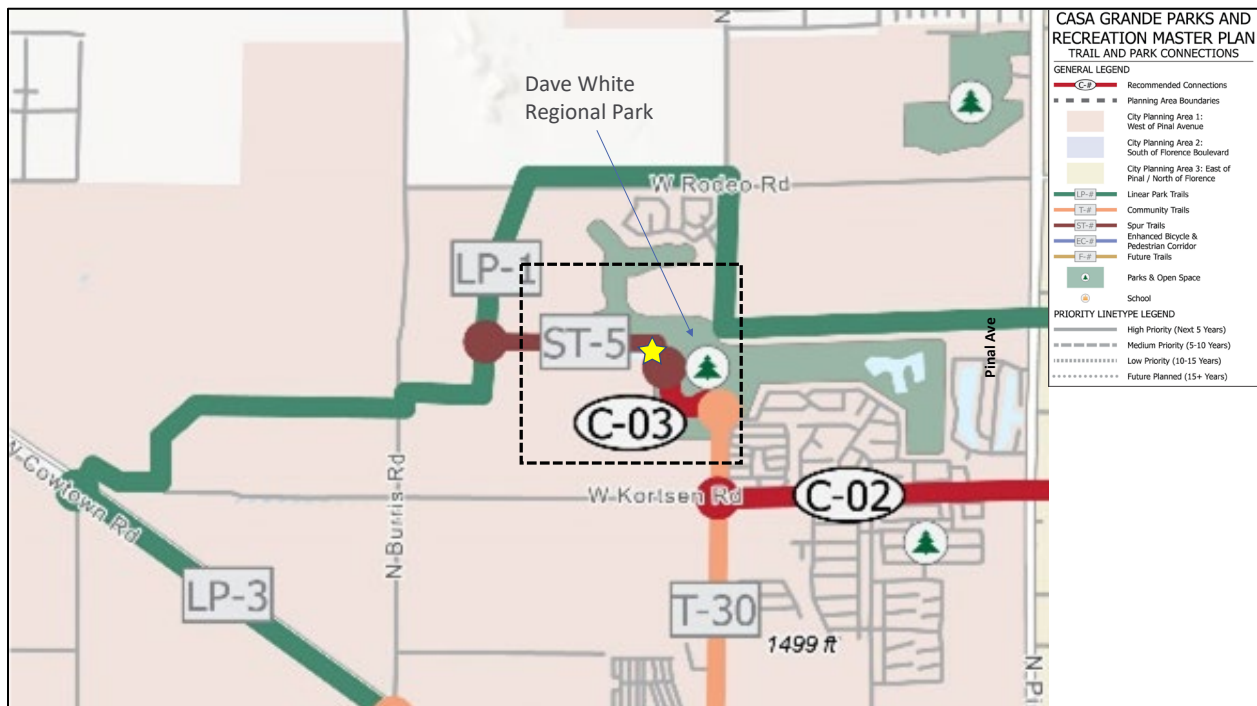 Dave White
Regional Park
W Rodeo Rd
LP-1
ST-5
C-03
Pinal Ave
N Burris Rd
N Cowtown Rd
W Kortsen Rd
C-02
LP-3
T-30
1499 ft
N Pi
N
CASA GRANDE PARKS AND
RECREATION MASTER PLAN
TRAIL AND PARK CONNECTIONS
GENERAL LEGEND
C-# Recommended Connections
Planning Area Boundaries
City Planning Area 1:
West of Pinal Avenue
City Planning Area 2:
South of Florence Boulevard
City Planning Area 3: East of
Pinal / North of Florence
LP-# Linear Park Trails
T-# Community Trails
ST-# Spur Trails
EC-# Enhanced Bicycle &
Pedestrian Corridor
F-# Future Trails
Parks & Open Space
School
PRIORITY LINETYPE LEGEND
High Priority (Next 5 Years)
Medium Priority (5-10 Years)
Low Priority (10-15 Years)
Future Planned (15+ Years)